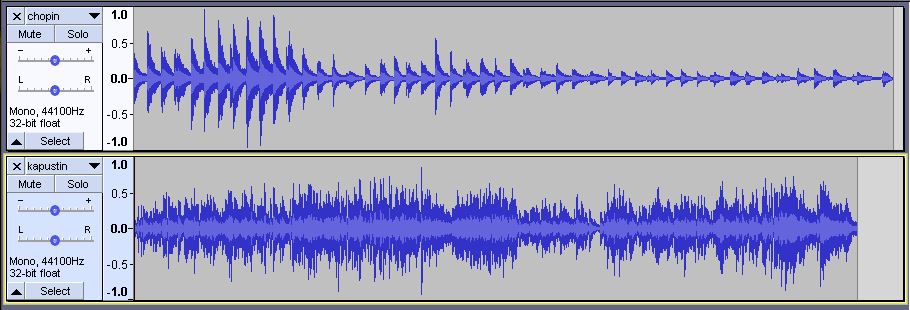 × chopin
Mute Solo
- +
L R
Mono, 44100Hz
32-bit float
Select
1.0
0.5
0.0
-0.5
-1.0
× kapustin
Mute Solo
- +
L R
Mono, 44100Hz
32-bit float
Select
1.0
0.5
0.0
-0.5
-1.0